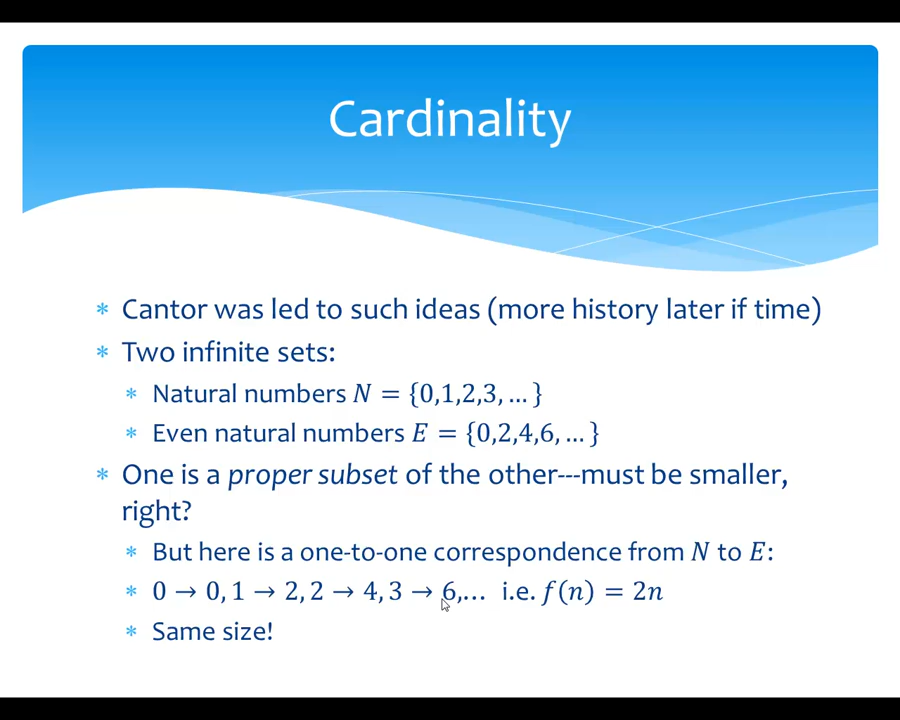 Cardinality
* Cantor was led to such ideas (more history later if time)
* Two infinite sets:
* Natural numbers N = {0,1,2,3, … }
* Even natural numbers E = {0,2,4,6, … }
* One is a proper subset of the other---must be smaller,
right?
* But here is a one-to-one correspondence from N to E:
* 0 → 0, 1 → 2, 2 → 4, 3 → 6,… i.e. f(n) = 2n
* Same size!